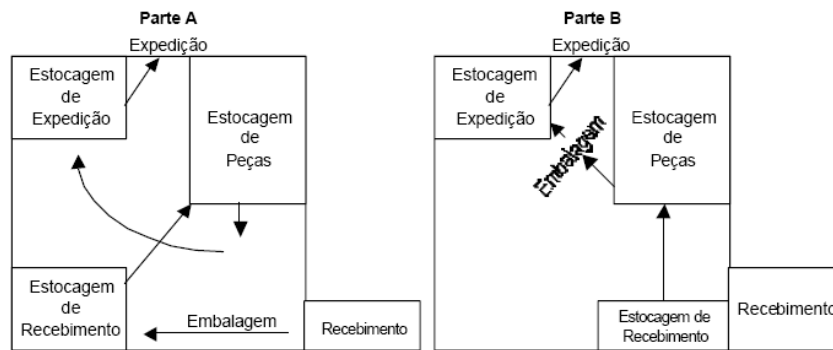 Parte A
Expedição
Estocagem
de
Expedição
Estocagem
de
Peças
Estocagem
de
Recebimento
Embalagem
Recebimento
Parte B
Expedição
Estocagem
de
Expedição
Embalagem
Estocagem
de
Peças
Estocagem de
Recebimento
Recebimento